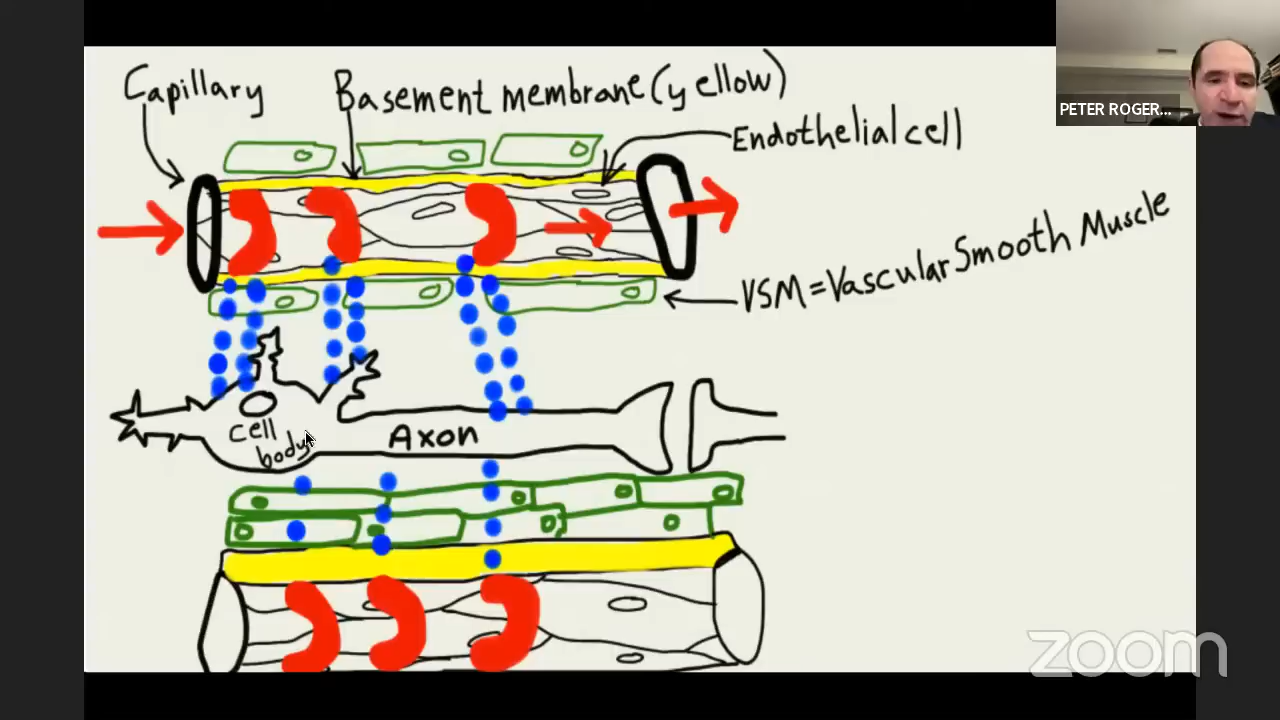 Capillary
Basement membrane (yellow)
Endothelial cell
VSM = Vascular Smooth Muscle
Cell
body
Axon
PETER ROGER...
zoom